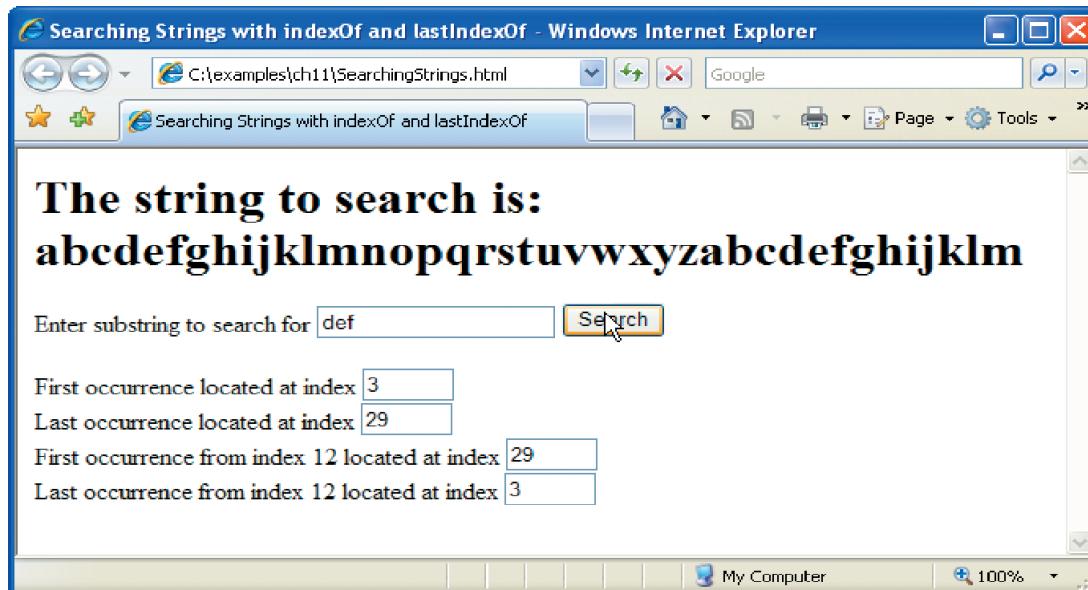 Searching Strings with indexOf and lastIndexOf - Windows Internet Explorer
C:\examples\ch11\SearchingStrings.html
Google
Searching Strings with indexOf and lastIndexOf
Page
Tools
The string to search is:
abcdefghijklmnopqrstuvwxyzabcdefghijklm
Enter substring to search for def Search
First occurrence located at index 3
Last occurrence located at index 29
First occurrence from index 12 located at index 29
Last occurrence from index 12 located at index 3
My Computer
100%